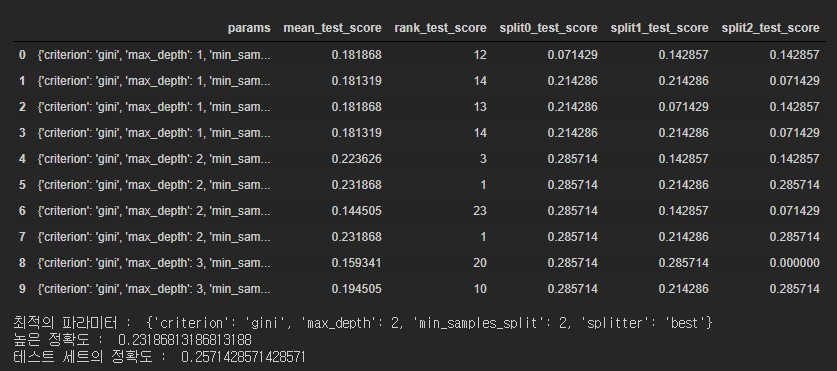 params mean_test_score rank_test_score split0_test_score split1_test_score split2_test_score
0 {'criterion': 'gini', 'max_depth': 1, 'min_sam... 0.181868 12 0.071429 0.142857 0.142857
1 {'criterion': 'gini', 'max_depth': 1, 'min_sam... 0.181319 14 0.214286 0.214286 0.071429
2 {'criterion': 'gini', 'max_depth': 1, 'min_sam... 0.181868 13 0.214286 0.071429 0.142857
3 {'criterion': 'gini', 'max_depth': 1, 'min_sam... 0.181319 14 0.214286 0.214286 0.071429
4 {'criterion': 'gini', 'max_depth': 2, 'min_sam... 0.223626 3 0.285714 0.142857 0.142857
5 {'criterion': 'gini', 'max_depth': 2, 'min_sam... 0.231868 1 0.285714 0.214286 0.285714
6 {'criterion': 'gini', 'max_depth': 2, 'min_sam... 0.144505 23 0.285714 0.142857 0.071429
7 {'criterion': 'gini', 'max_depth': 2, 'min_sam... 0.231868 1 0.285714 0.214286 0.285714
8 {'criterion': 'gini', 'max_depth': 3, 'min_sam... 0.159341 20 0.285714 0.285714 0.000000
9 {'criterion': 'gini', 'max_depth': 3, 'min_sam... 0.194505 10 0.285714 0.214286 0.285714
최적의 파라미터 : {'criterion': 'gini', 'max_depth': 2, 'min_samples_split': 2, 'splitter': 'best'}
높은 정확도 : 0.23186813186813188
테스트 세트의 정확도 : 0.2571428571428571